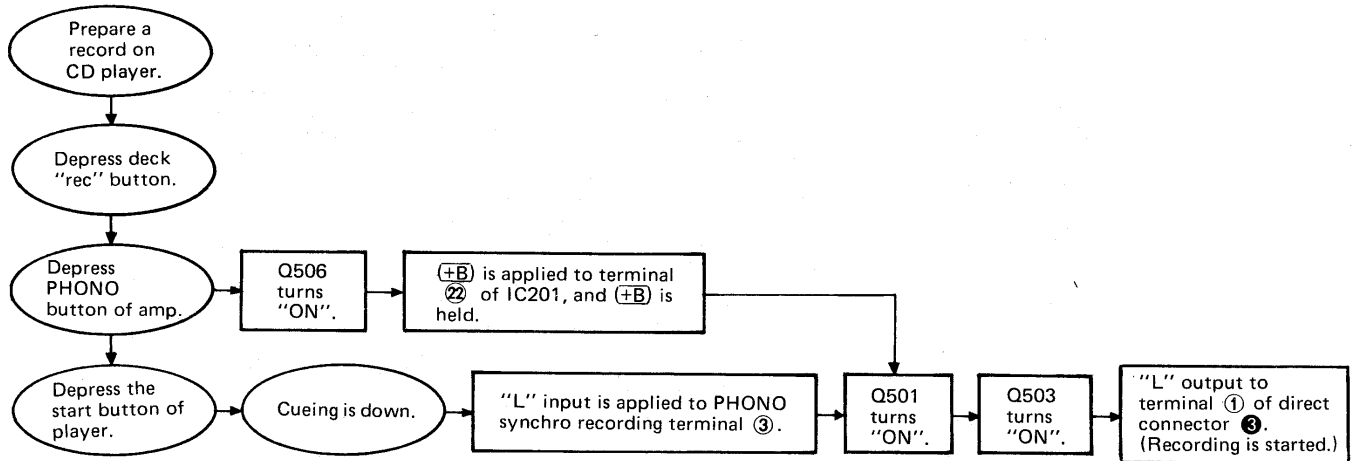 Prepare a
record on
CD player.
Depress deck
"rec" button.
Depress
PHONO
button of amp.
Q506
turns
"ON".
(+B) is applied to terminal
㉒ of IC201, and (+B) is
held.
Depress the
start button of
player.
Cueing is down.
"L" input is applied to PHONO
synchro recording terminal ③.
Q501
turns
"ON".
Q503
turns
"ON".
"L" output to
terminal ① of direct
connector ❸.
(Recording is started.)